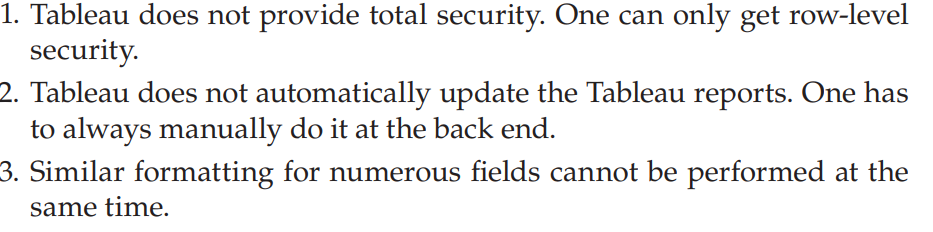 1. Tableau does not provide total security. One can only get row-level
security.
2. Tableau does not automatically update the Tableau reports. One has
to always manually do it at the back end.
3. Similar formatting for numerous fields cannot be performed at the
same time.